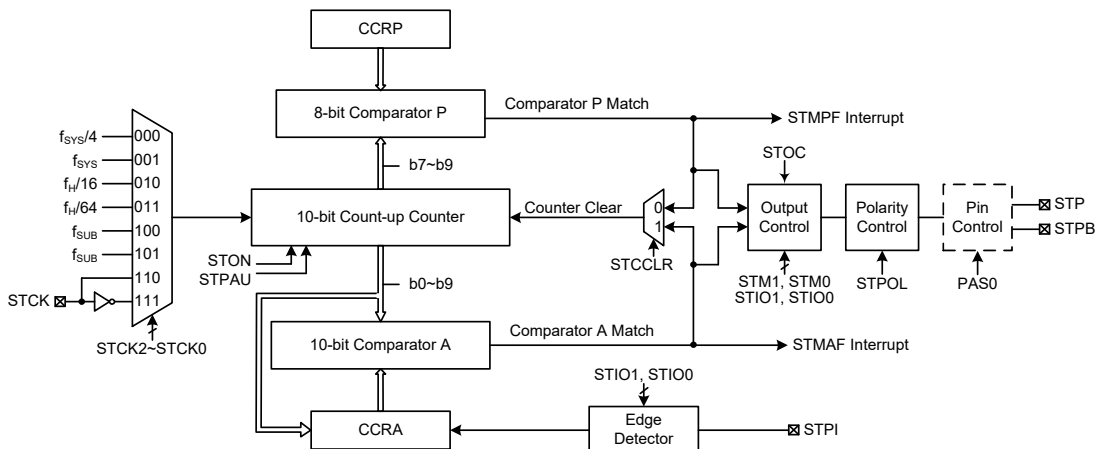 CCRP
8-bit Comparator P
Comparator P Match
STMPF Interrupt
b7~b9
fSYS/4
000
fSYS
001
fH/16
010
fH/64
011
fSUB
100
fSUB
101
110
111
STCK
STCK2~STCK0
10-bit Count-up Counter
STON
STPAU
Counter Clear
0
1
STCCLR
STOC
Output
Control
STM1, STM0
STIO1, STIO0
Polarity
Control
STPOL
Pin
Control
PAS0
STP
STPB
b0~b9
10-bit Comparator A
Comparator A Match
STMAF Interrupt
STIO1, STIO0
CCRA
Edge
Detector
STPI